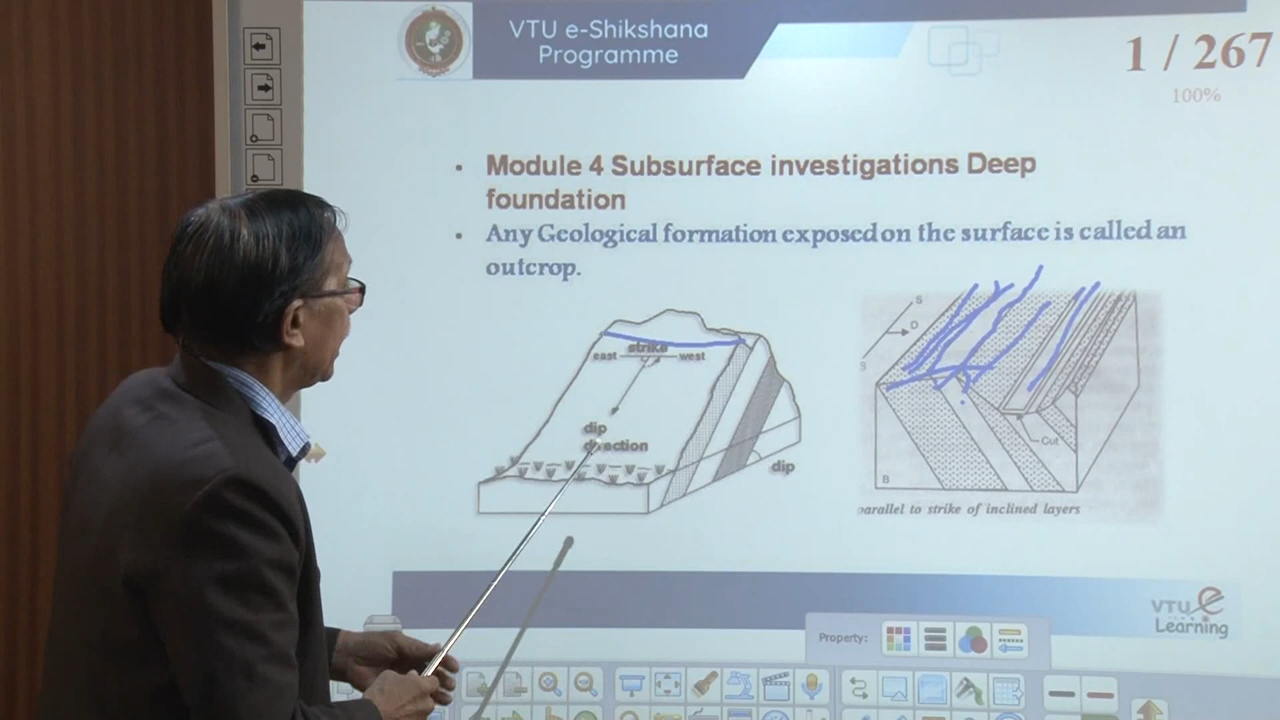 VTU e-Shikshana
Programme
1 / 267
100%
Module 4 Subsurface investigations Deep
foundation
Any Geological formation exposed on the surface is called an
outcrop.
strike
east
west
dip
direction
dip
S
D
Cut
B
parallel to strike of inclined layers
VTU e
Learning
Property: